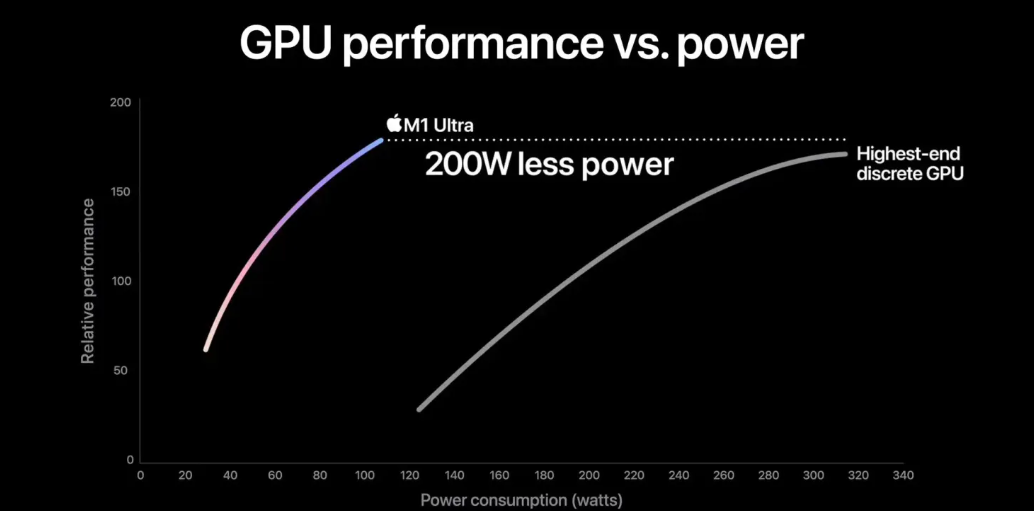 GPU performance vs. power
200
M1 Ultra
200W less power
Highest-end
discrete GPU
150
100
50
0
Relative performance
0 20 40 60 80 100 120 140 160 180 200 220 240 260 280 300 320 340
Power consumption (watts)